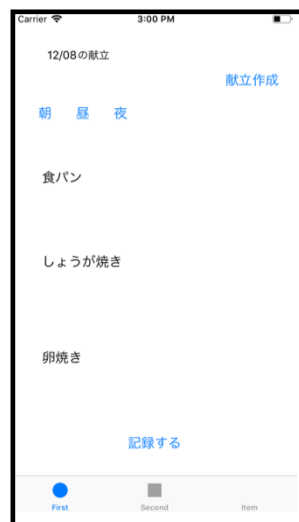 Carrier 3:00 PM
12/08の献立
献立作成
朝 昼 夜
食パン
しょうが焼き
卵焼き
記録する
First Second Item